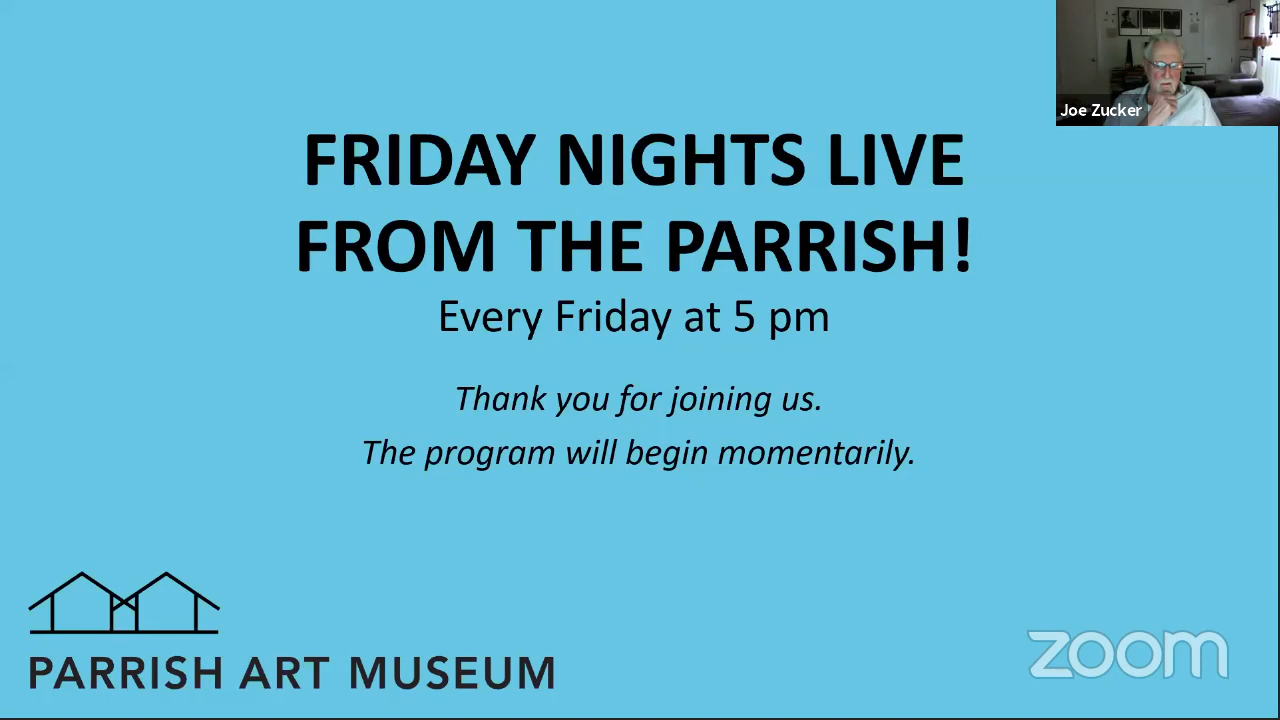 Joe Zucker
FRIDAY NIGHTS LIVE
FROM THE PARRISH!
Every Friday at 5 pm
Thank you for joining us.
The program will begin momentarily.
PARRISH ART MUSEUM
zoom